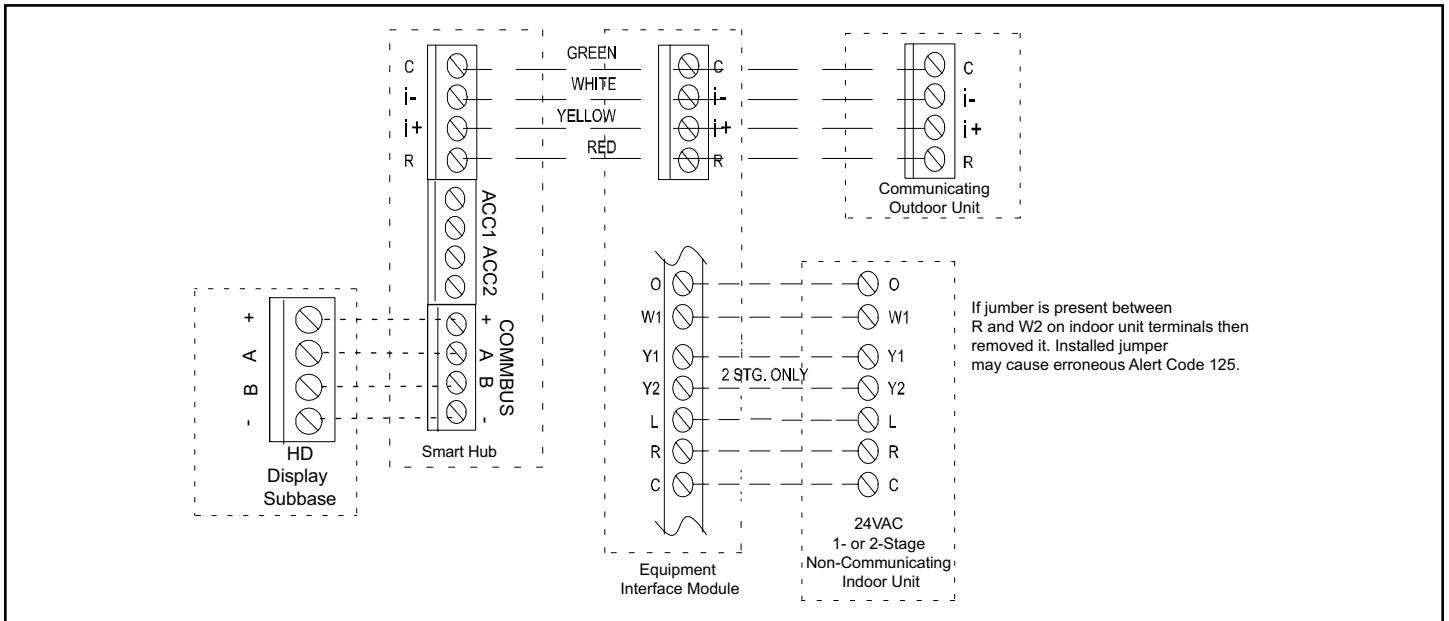 C GREEN C C
i- WHITE i- i-
i+ YELLOW i+ i+
R RED R R
Communicating
Outdoor Unit
ACC1 ACC2
+ A B -
COMMBUS
Smart Hub
+ A B -
HD
Display
Subbase
O O
W1 W1
Y1 Y1
2 STG. ONLY
Y2 Y2
L L
R R
C C
Equipment
Interface Module
24VAC
1- or 2-Stage
Non-Communicating
Indoor Unit
If jumber is present between
R and W2 on indoor unit terminals then
removed it. Installed jumper
may cause erroneous Alert Code 125.